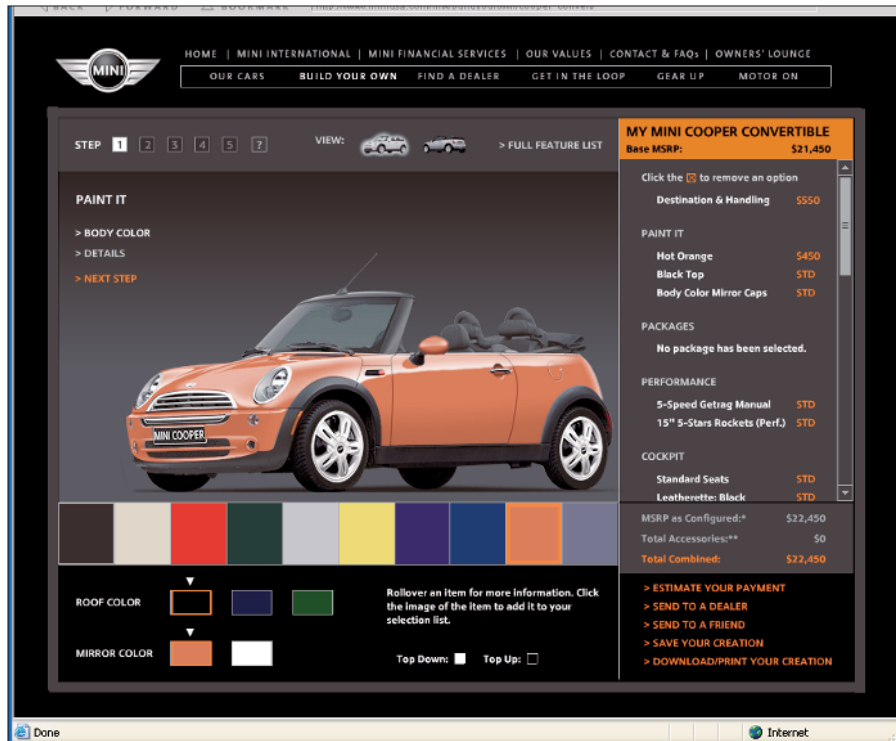 BACK FORWARD BOOKMARK
HOME | MINI INTERNATIONAL | MINI FINANCIAL SERVICES | OUR VALUES | CONTACT & FAQs | OWNERS' LOUNGE
MINI
OUR CARS BUILD YOUR OWN FIND A DEALER GET IN THE LOOP GEAR UP MOTOR ON
STEP 1 2 3 4 5 ? VIEW: > FULL FEATURE LIST
PAINT IT
> BODY COLOR
> DETAILS
> NEXT STEP
MINI COOPER
ROOF COLOR
MIRROR COLOR
Rollover an item for more information. Click
the image of the item to add it to your
selection list.
Top Down: Top Up:
MY MINI COOPER CONVERTIBLE
Base MSRP: $21,450
Click the to remove an option
Destination & Handling $550
PAINT IT
Hot Orange $450
Black Top STD
Body Color Mirror Caps STD
PACKAGES
No package has been selected.
PERFORMANCE
5-Speed Getrag Manual STD
15" 5-Stars Rockets (Perf.) STD
COCKPIT
Standard Seats STD
Leatherette: Black STD
MSRP as Configured:* $22,450
Total Accessories:** $0
Total Combined: $22,450
> ESTIMATE YOUR PAYMENT
> SEND TO A DEALER
> SEND TO A FRIEND
> SAVE YOUR CREATION
> DOWNLOAD/PRINT YOUR CREATION
Done Internet